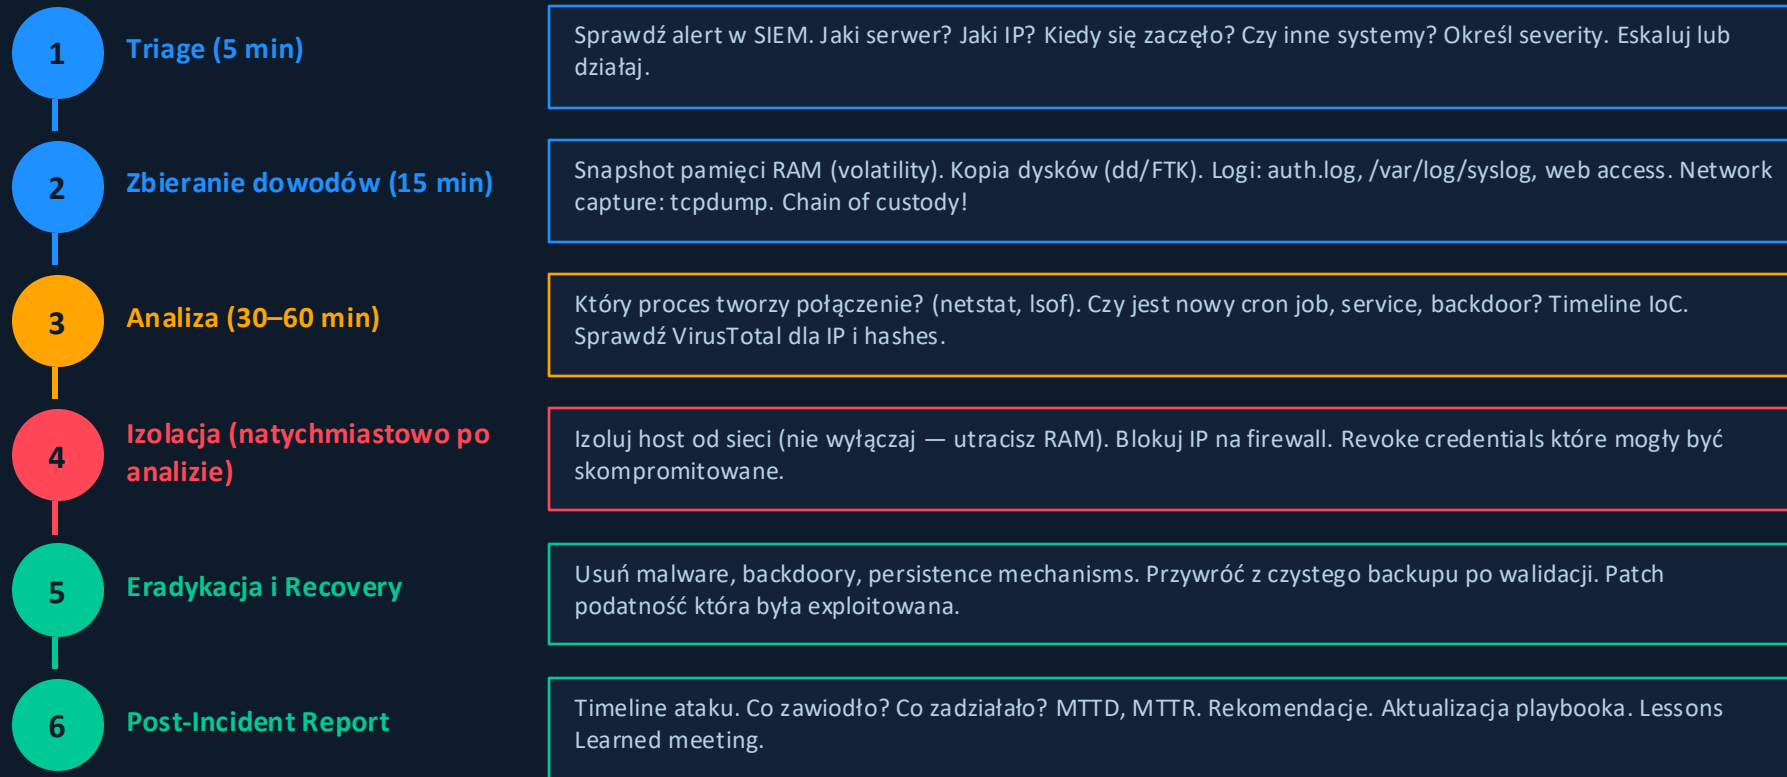 1
Triage (5 min)
Sprawdź alert w SIEM. Jaki serwer? Jaki IP? Kiedy się zaczęło? Czy inne systemy? Określ severity. Eskaluj lub
działaj.
2
Zbieranie dowodów (15 min)
Snapshot pamięci RAM (volatility). Kopia dysków (dd/FTK). Logi: auth.log, /var/log/syslog, web access. Network
capture: tcpdump. Chain of custody!
3
Analiza (30–60 min)
Który proces tworzy połączenie? (netstat, lsof). Czy jest nowy cron job, service, backdoor? Timeline IoC.
Sprawdź VirusTotal dla IP i hashes.
4
Izolacja (natychmiastowo po
analizie)
Izoluj host od sieci (nie wyłączaj — utracisz RAM). Blokuj IP na firewall. Revoke credentials które mogły być
skompromitowane.
5
Eradykacja i Recovery
Usuń malware, backdoory, persistence mechanisms. Przywróć z czystego backupu po walidacji. Patch
podatność która była exploitowana.
6
Post-Incident Report
Timeline ataku. Co zawiodło? Co zadziałało? MTTD, MTTR. Rekomendacje. Aktualizacja playbooka. Lessons
Learned meeting.